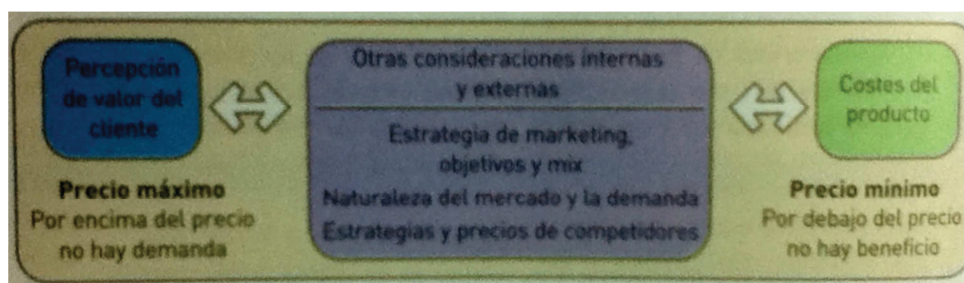 Percepción
de valor del
cliente
Precio máximo
Por encima del precio
no hay demanda
Otras consideraciones internas
y externas
Estrategia de marketing,
objetivos y mix
Naturaleza del mercado y la demanda
Estrategias y precios de competidores
Costes del
producto
Precio mínimo
Por debajo del precio
no hay beneficio